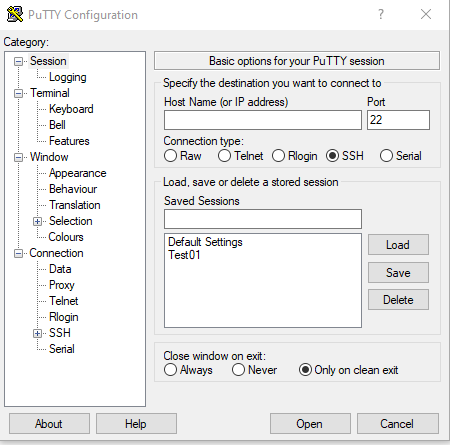 PuTTY Configuration
Category:
Session
Logging
Terminal
Keyboard
Bell
Features
Window
Appearance
Behaviour
Translation
Selection
Colours
Connection
Data
Proxy
Telnet
Rlogin
SSH
Serial
Basic options for your PuTTY session
Specify the destination you want to connect to
Host Name (or IP address) Port
22
Connection type:
Raw Telnet Rlogin SSH Serial
Load, save or delete a stored session
Saved Sessions
Default Settings
Test01
Load
Save
Delete
Close window on exit:
Always Never Only on clean exit
About Help Open Cancel